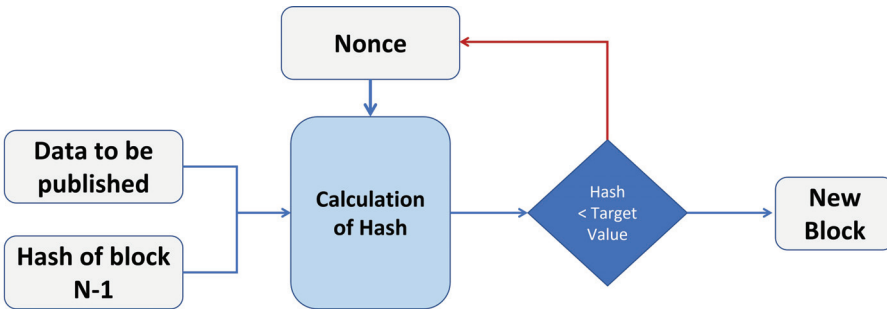 Nonce
Data to be
published
Calculation
of Hash
Hash
< Target
Value
New
Block
Hash of block
N-1